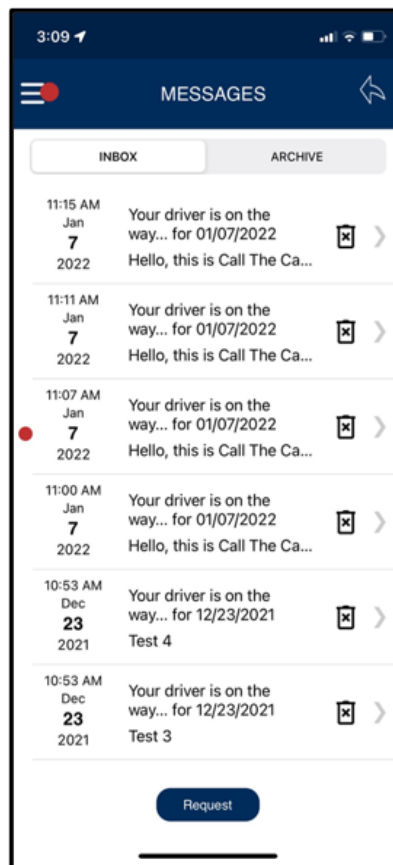 3:09
MESSAGES
INBOX
ARCHIVE
11:15 AM
Jan
7
2022
Your driver is on the
way... for 01/07/2022
Hello, this is Call The Ca...
11:11 AM
Jan
7
2022
Your driver is on the
way... for 01/07/2022
Hello, this is Call The Ca...
11:07 AM
Jan
7
2022
Your driver is on the
way... for 01/07/2022
Hello, this is Call The Ca...
11:00 AM
Jan
7
2022
Your driver is on the
way... for 01/07/2022
Hello, this is Call The Ca...
10:53 AM
Dec
23
2021
Your driver is on the
way... for 12/23/2021
Test 4
10:53 AM
Dec
23
2021
Your driver is on the
way... for 12/23/2021
Test 3
Request